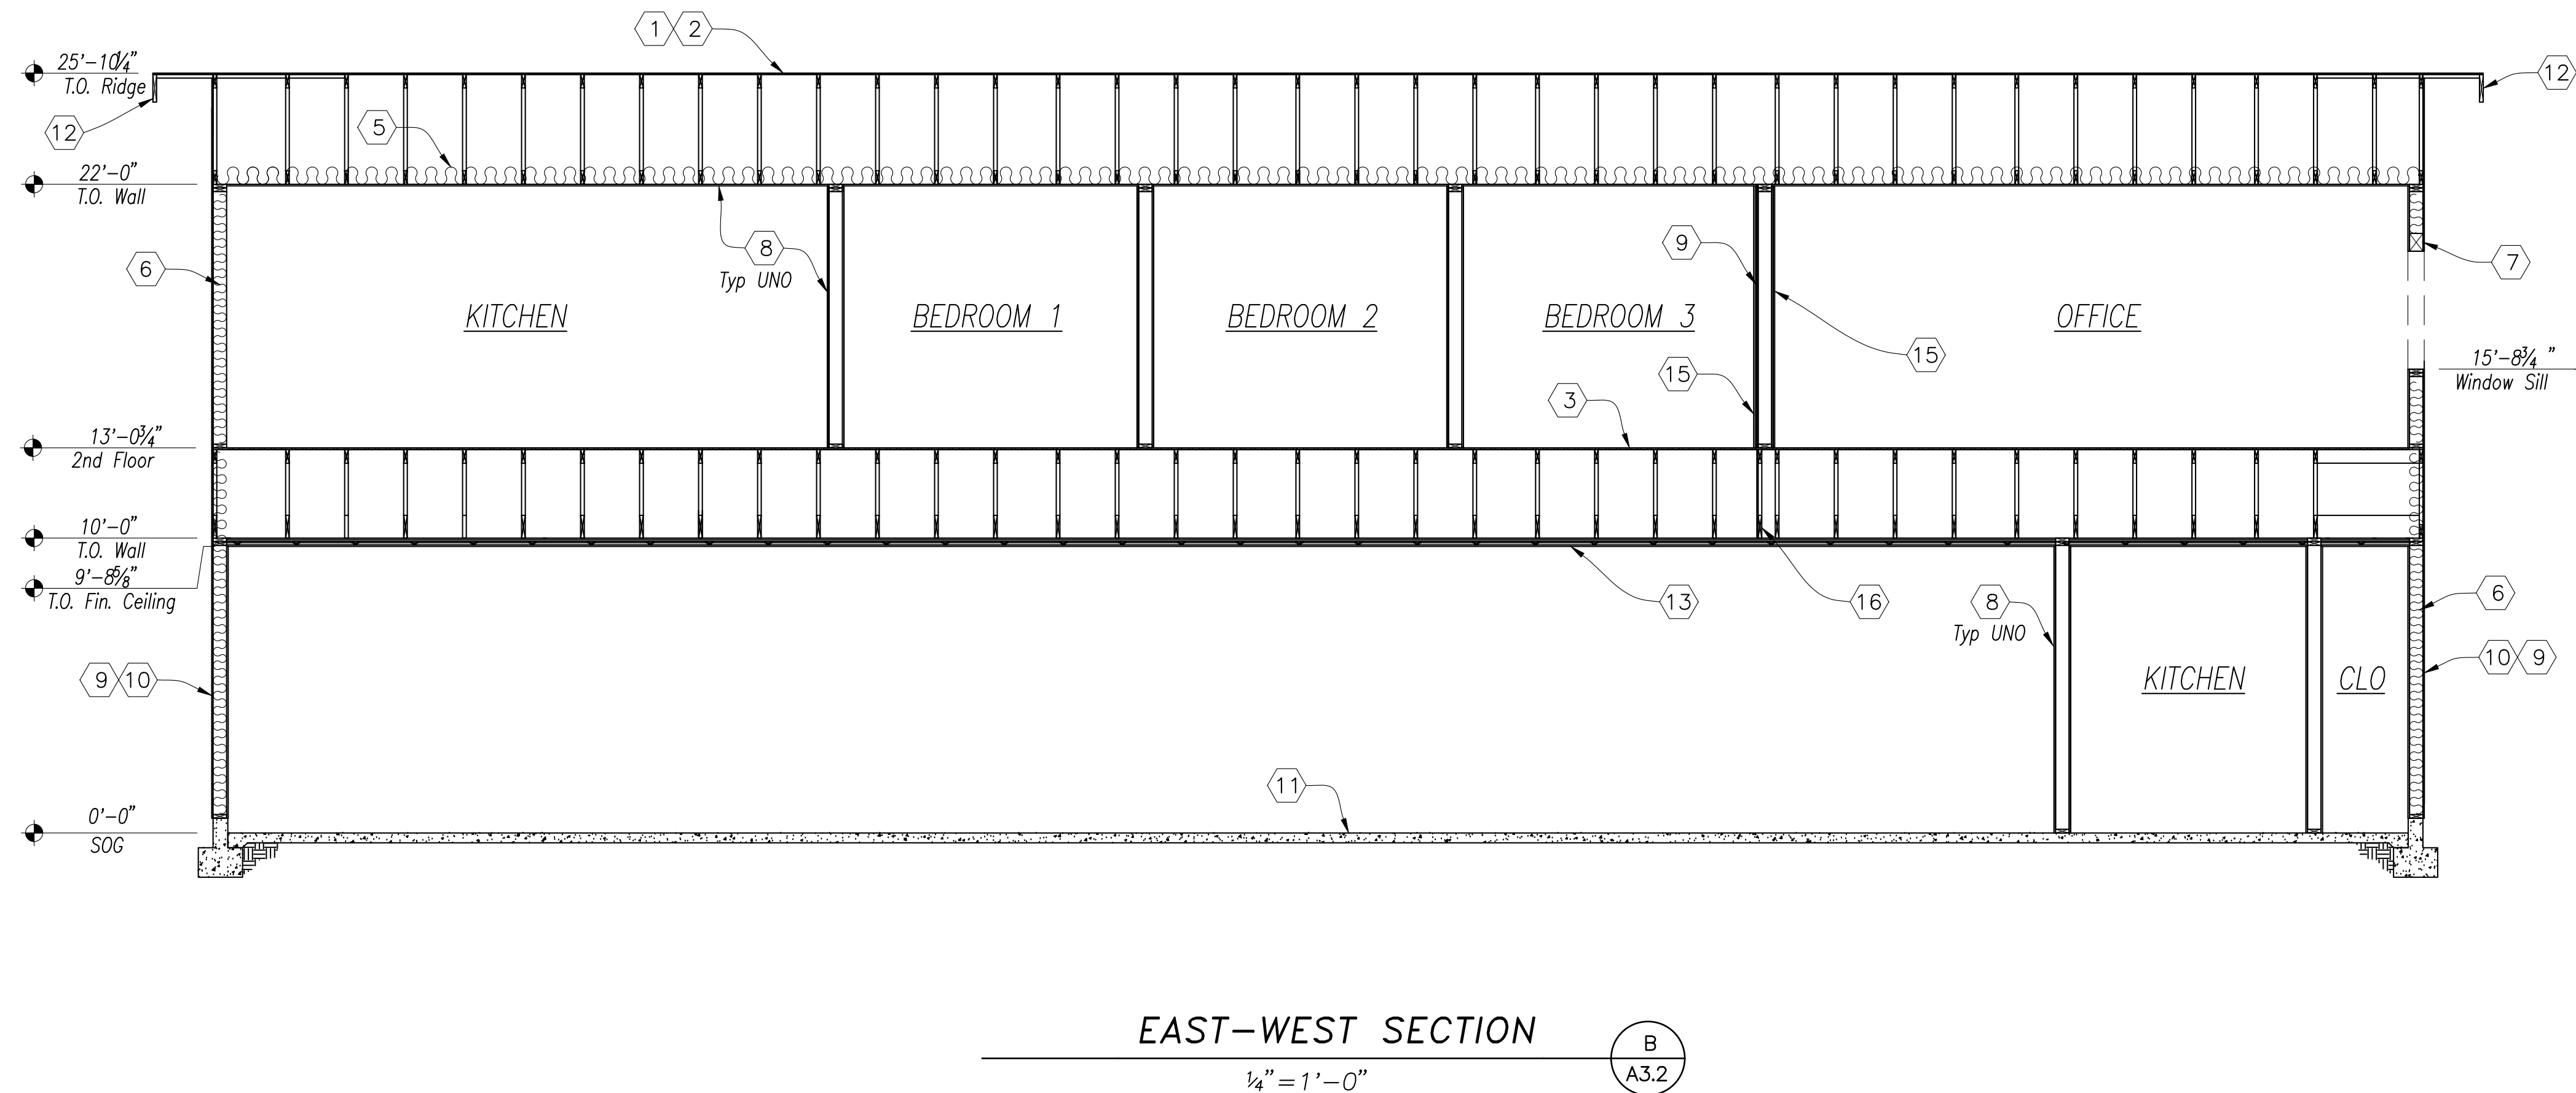 1 2
25'-10¼"
T.O. Ridge
12
12
5
22'-0"
T.O. Wall
8
Typ UNO
9
7
6
KITCHEN
BEDROOM 1
BEDROOM 2
BEDROOM 3
OFFICE
15
15
15'-8¾"
Window Sill
3
13'-0¾"
2nd Floor
10'-0"
T.O. Wall
9'-8⅝"
T.O. Fin. Ceiling
13
16
8
Typ UNO
6
9 10
KITCHEN
CLO
10 9
11
0'-0"
SOG
EAST-WEST SECTION
¼"=1'-0"
B
A3.2